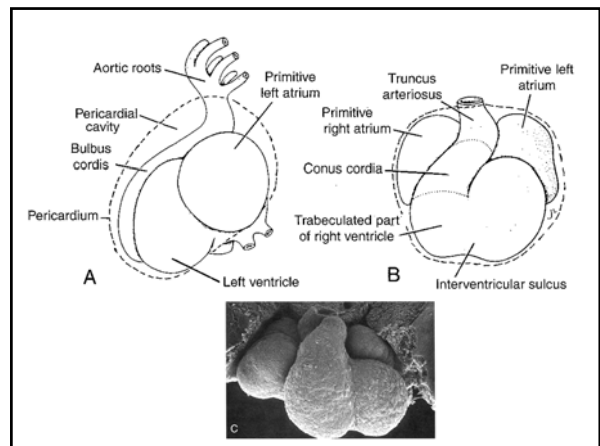 Aortic roots
Primitive
left atrium
Pericardial
cavity
Bulbus
cordis
Pericardium
A
Left ventricle
Truncus
arteriosus
Primitive left
atrium
Primitive
right atrium
Conus cordia
Trabeculated part
of right ventricle
B
Interventricular sulcus
C